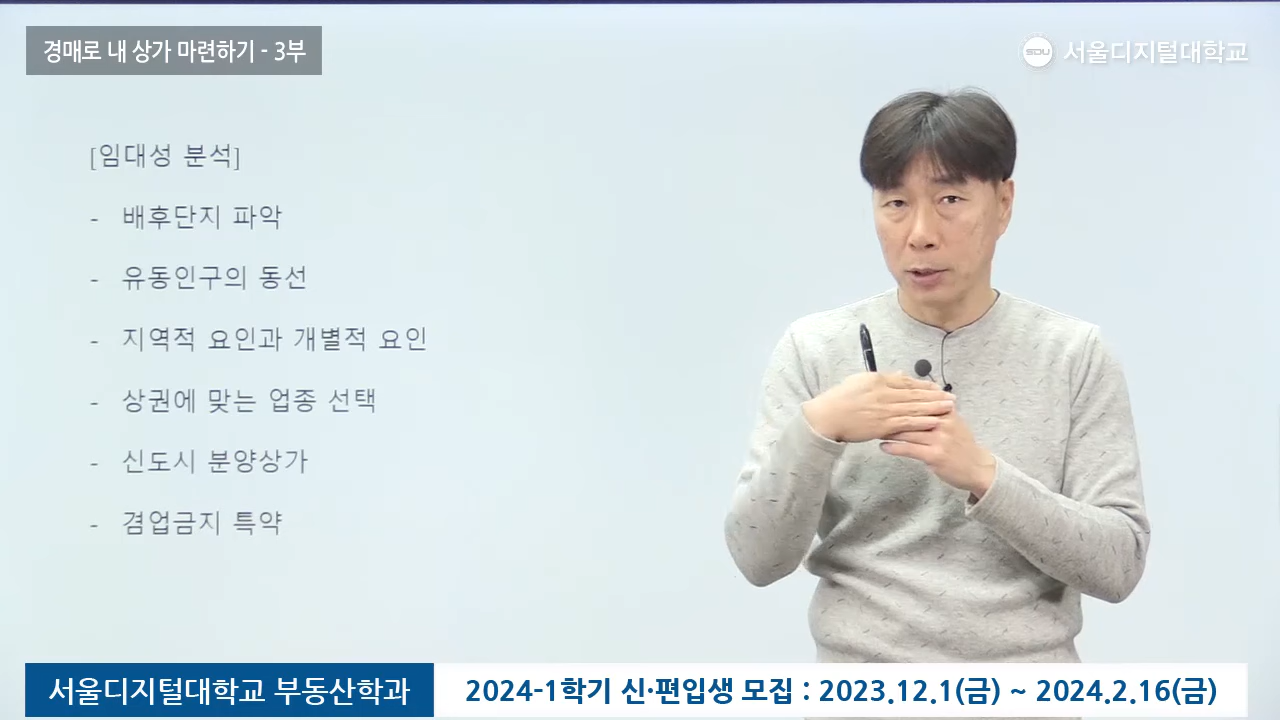 경매로 내 상가 마련하기 - 3부
SDU 서울디지털대학교
[임대성 분석]
- 배후단지 파악
- 유동인구의 동선
- 지역적 요인과 개별적 요인
- 상권에 맞는 업종 선택
- 신도시 분양상가
- 겸업금지 특약
서울디지털대학교 부동산학과
2024-1학기 신·편입생 모집 : 2023.12.1(금) ~ 2024.2.16(금)